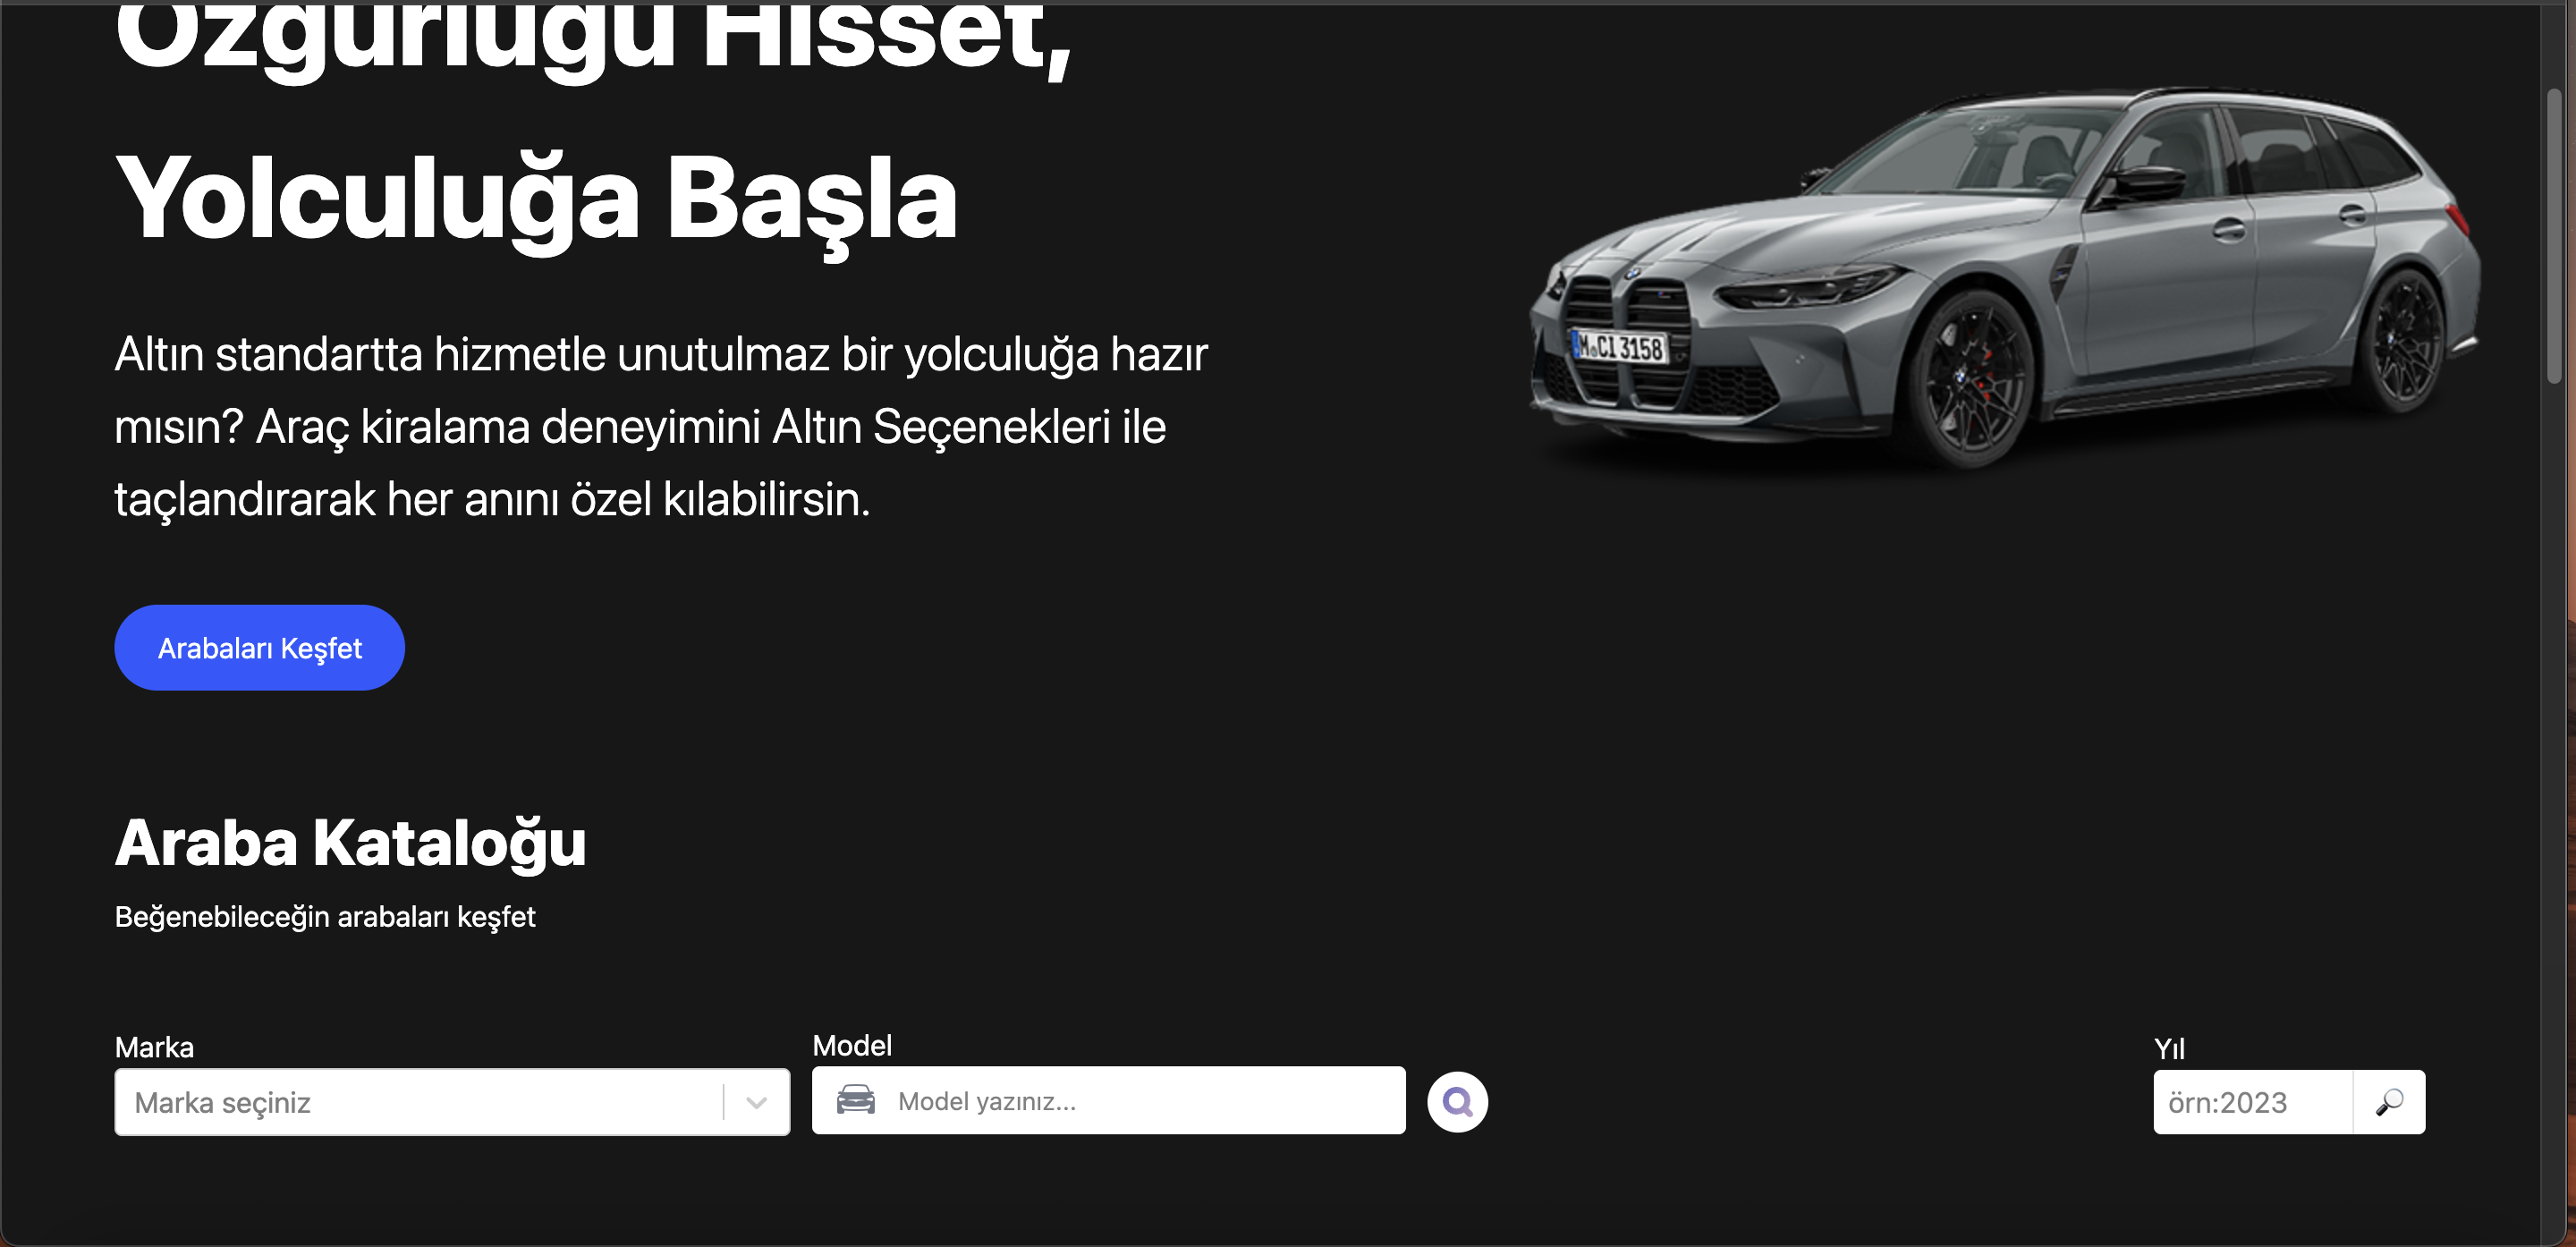 Özgürlüğü Hisset,
Yolculuğa Başla
Altın standartta hizmetle unutulmaz bir yolculuğa hazır
mısın? Araç kiralama deneyimini Altın Seçenekleri ile
taçlandırarak her anını özel kılabilirsin.
M CI 3158
Arabaları Keşfet
Araba Kataloğu
Beğenebileceğin arabaları keşfet
Marka
Model
Yıl
Marka seçiniz
Model yazınız...
örn:2023